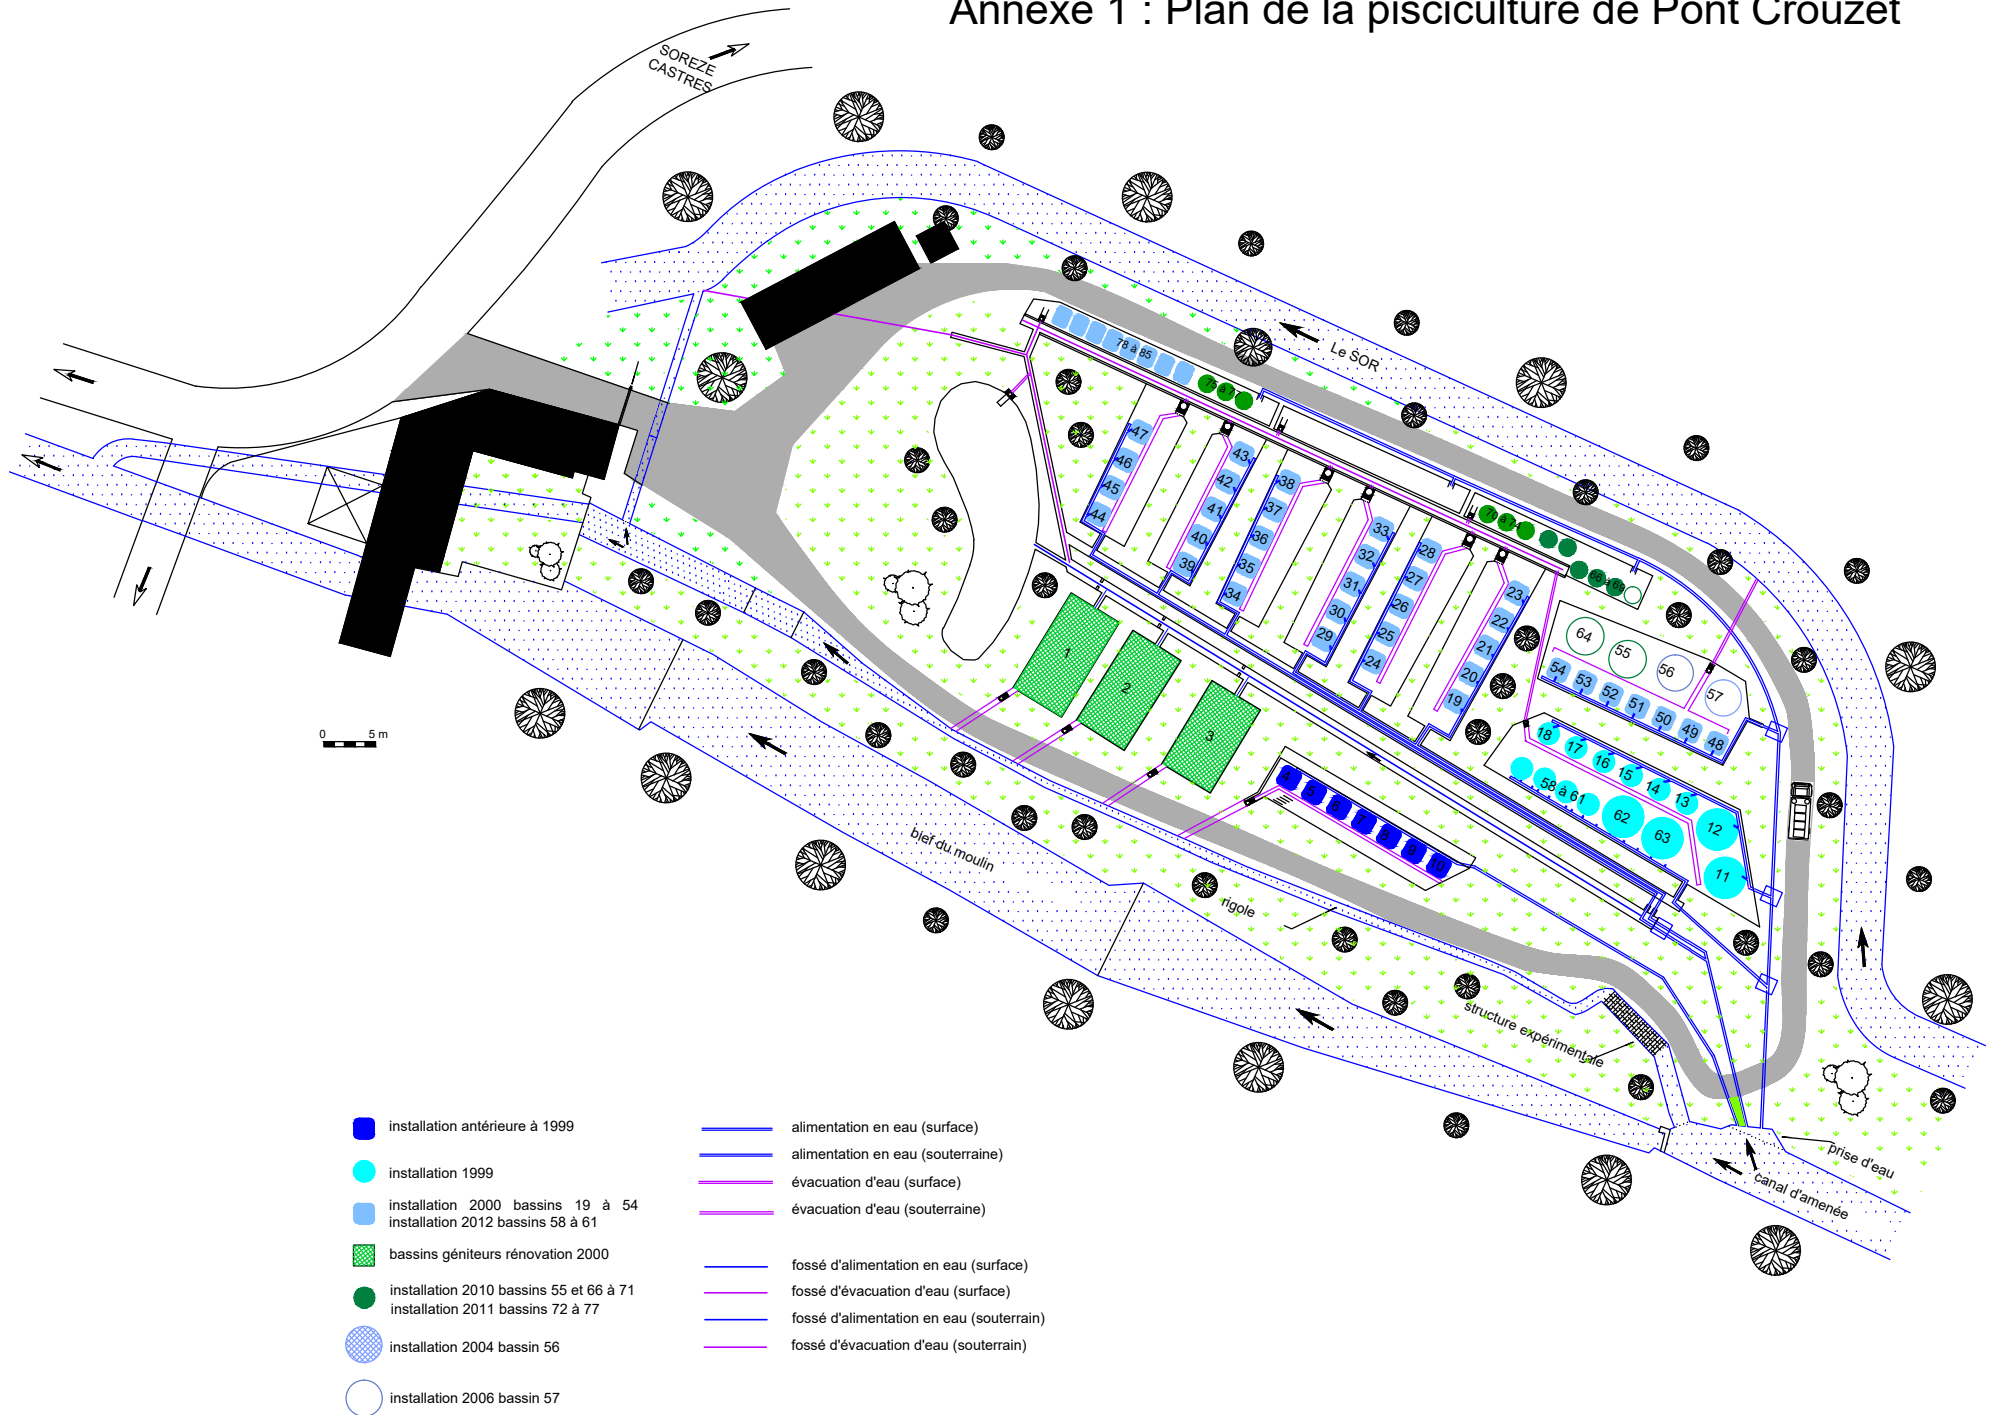 Annexe 1 : Plan de la pisciculture de Pont Crouzet
SOREZE
CASTRES
Le SOR
78 à 85
75 à 77
47
46
45
44
43
42
41
40
39
38
37
36
35
34
33
32
31
30
29
28
27
26
25
24
23
22
21
20
19
70 à 74
66 à 69
64
55
56
57
54
53
52
51
50
49
48
18
17
16
15
14
13
12
11
58 à 61
62
63
1
2
3
4
5
6
7
8
9
10
0 5 m
bief du moulin
rigole
structure expérimentale
prise d'eau
canal d'amenée
installation antérieure à 1999
installation 1999
installation 2000 bassins 19 à 54
installation 2012 bassins 58 à 61
bassins géniteurs rénovation 2000
installation 2010 bassins 55 et 66 à 71
installation 2011 bassins 72 à 77
installation 2004 bassin 56
installation 2006 bassin 57
alimentation en eau (surface)
alimentation en eau (souterraine)
évacuation d'eau (surface)
évacuation d'eau (souterraine)
fossé d'alimentation en eau (surface)
fossé d'évacuation d'eau (surface)
fossé d'alimentation en eau (souterrain)
fossé d'évacuation d'eau (souterrain)